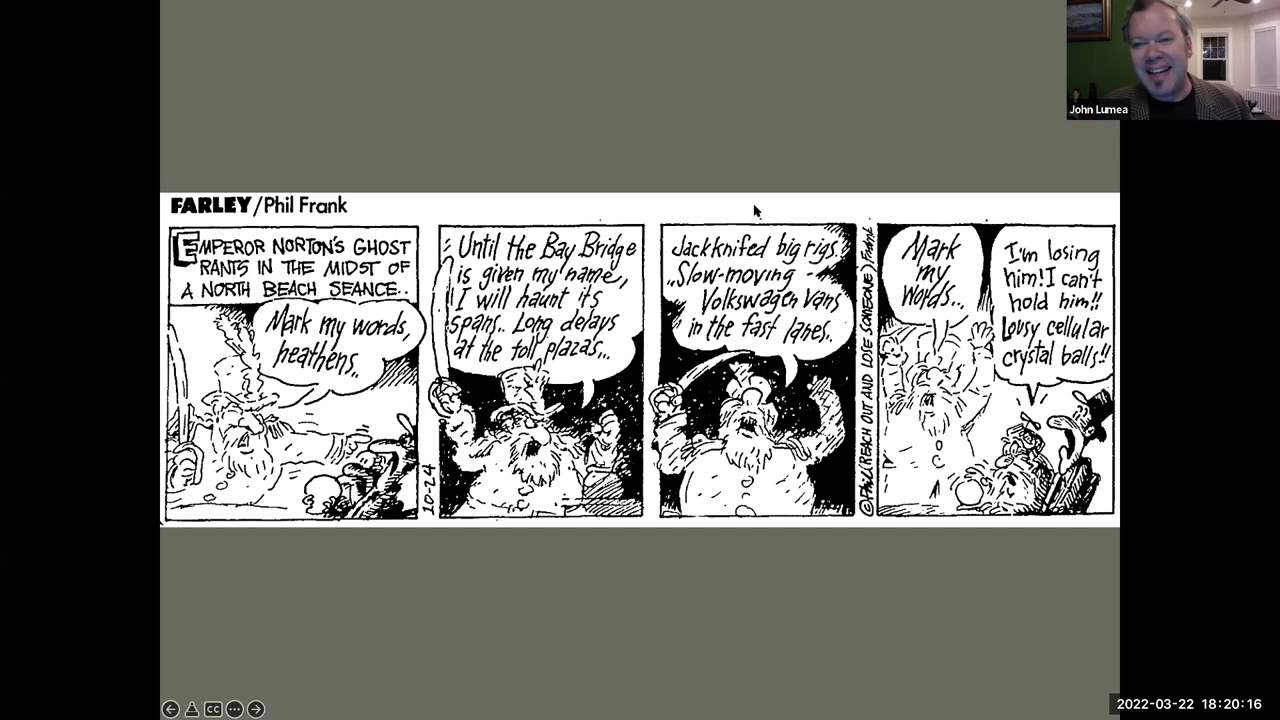 John Lumea
FARLEY/Phil Frank
EMPEROR NORTON'S GHOST
RANTS IN THE MIDST OF
A NORTH BEACH SEANCE..
Mark my words,
heathens..
10-24
Until the Bay Bridge
is given my name,
I will haunt its
spans.. Long delays
at the toll plazas...
Jackknifed big rigs.
..Slow-moving
Volkswagen vans
in the fast lanes..
©PHIL (REACH OUT AND LOSE SOMEONE)
Mark
my
words...
I'm losing
him! I can't
hold him!!
Lousy cellular
crystal balls!!
CC
2022-03-22 18:20:16